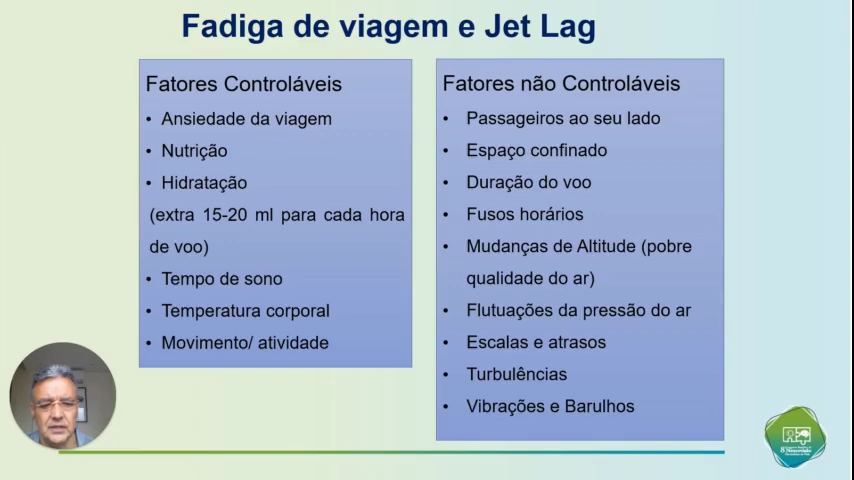 Fadiga de viagem e Jet Lag
Fatores Controláveis
• Ansiedade da viagem
• Nutrição
• Hidratação
(extra 15-20 ml para cada hora
de voo)
• Tempo de sono
• Temperatura corporal
• Movimento/ atividade
Fatores não Controláveis
• Passageiros ao seu lado
• Espaço confinado
• Duração do voo
• Fusos horários
• Mudanças de Altitude (pobre
qualidade do ar)
• Flutuações da pressão do ar
• Escalas e atrasos
• Turbulências
• Vibrações e Barulhos